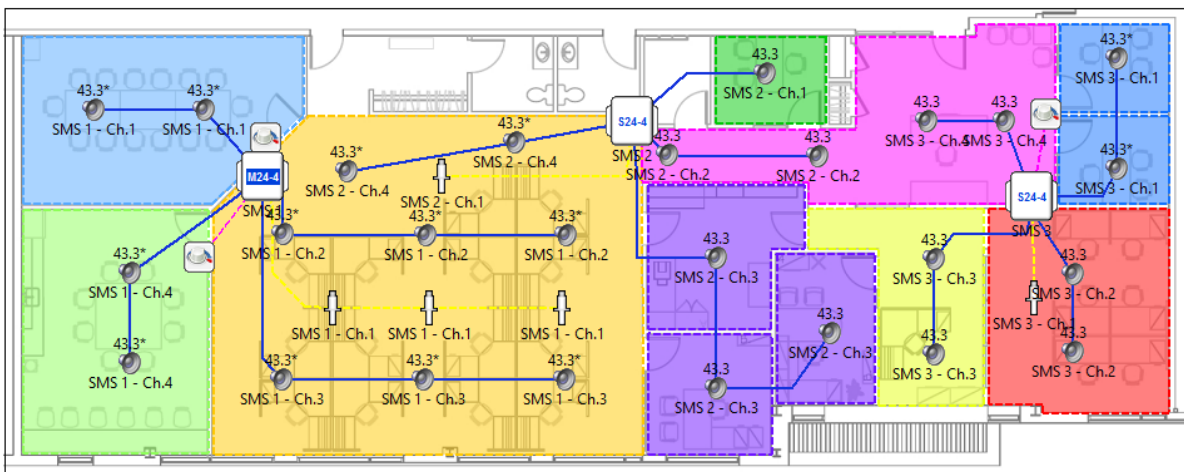 43.3*
SMS 1 - Ch.1
43.3*
SMS 1 - Ch.1
M24-4
SMS 1
43.3*
SMS 1 - Ch.4
43.3*
SMS 1 - Ch.4
43.3*
SMS 2 - Ch.4
43.3*
SMS 2 - Ch.4
SMS 2 - Ch.1
43.3*
SMS 1 - Ch.2
43.3*
SMS 1 - Ch.2
43.3*
SMS 1 - Ch.2
SMS 1 - Ch.1
SMS 1 - Ch.1
SMS 1 - Ch.1
43.3*
SMS 1 - Ch.3
43.3*
SMS 1 - Ch.3
43.3*
SMS 1 - Ch.3
S24-4
SMS 2
43.3
SMS 2 - Ch.1
43.3
SMS 2 - Ch.2
43.3
SMS 2 - Ch.2
43.3
SMS 2 - Ch.3
43.3
SMS 2 - Ch.3
43.3
SMS 2 - Ch.3
43.3
SMS 3 - Ch.4
43.3
SMS 3 - Ch.4
43.3*
SMS 3 - Ch.1
43.3*
SMS 3 - Ch.1
S24-4
SMS 3
43.3
SMS 3 - Ch.3
43.3
SMS 3 - Ch.3
43.3
SMS 3 - Ch.2
SMS 3 - Ch.1
43.3
SMS 3 - Ch.2